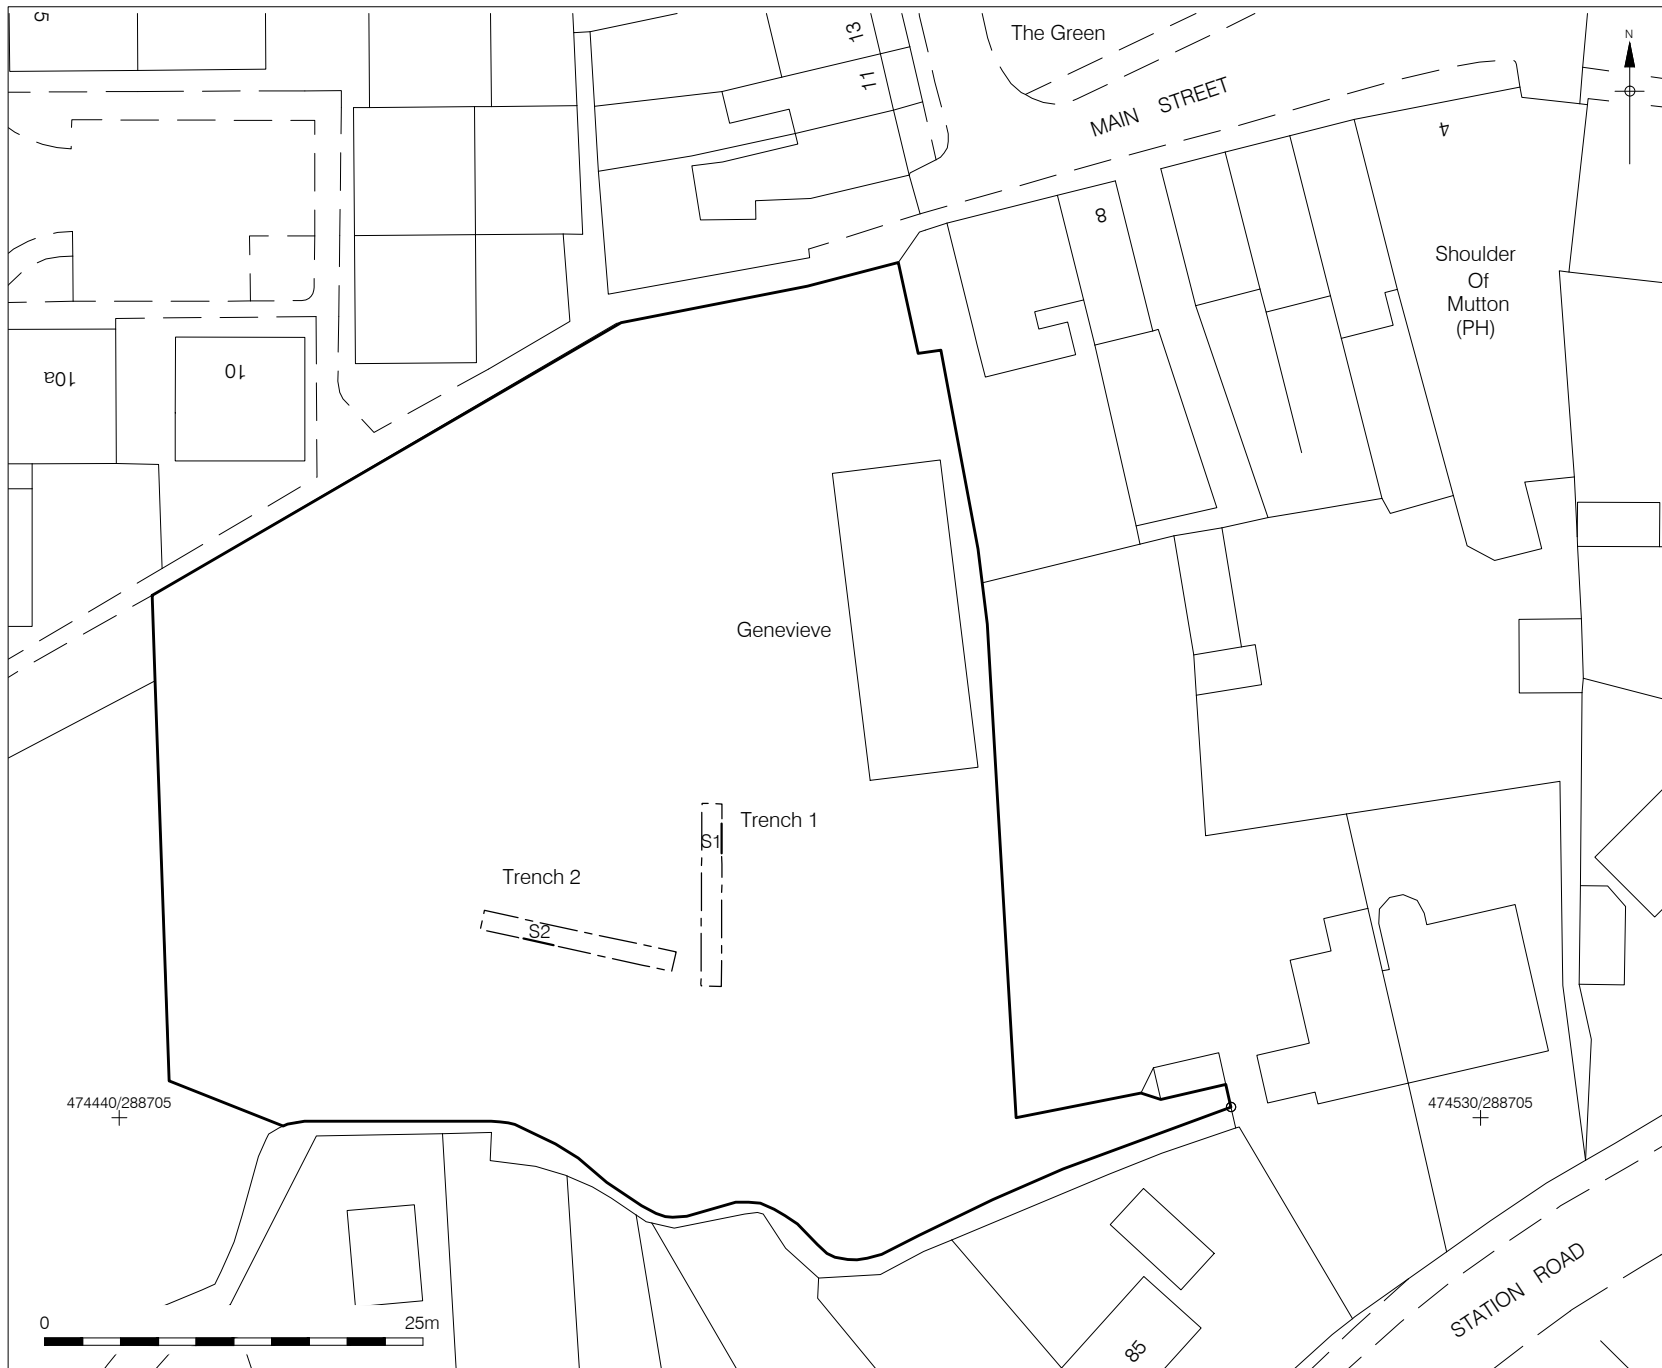 5
13
The Green
N
11
MAIN STREET
4
8
Shoulder
Of
Mutton
(PH)
10a
10
Genevieve
Trench 1
S1
Trench 2
S2
474440/288705
474530/288705
STATION ROAD
0 25m
85